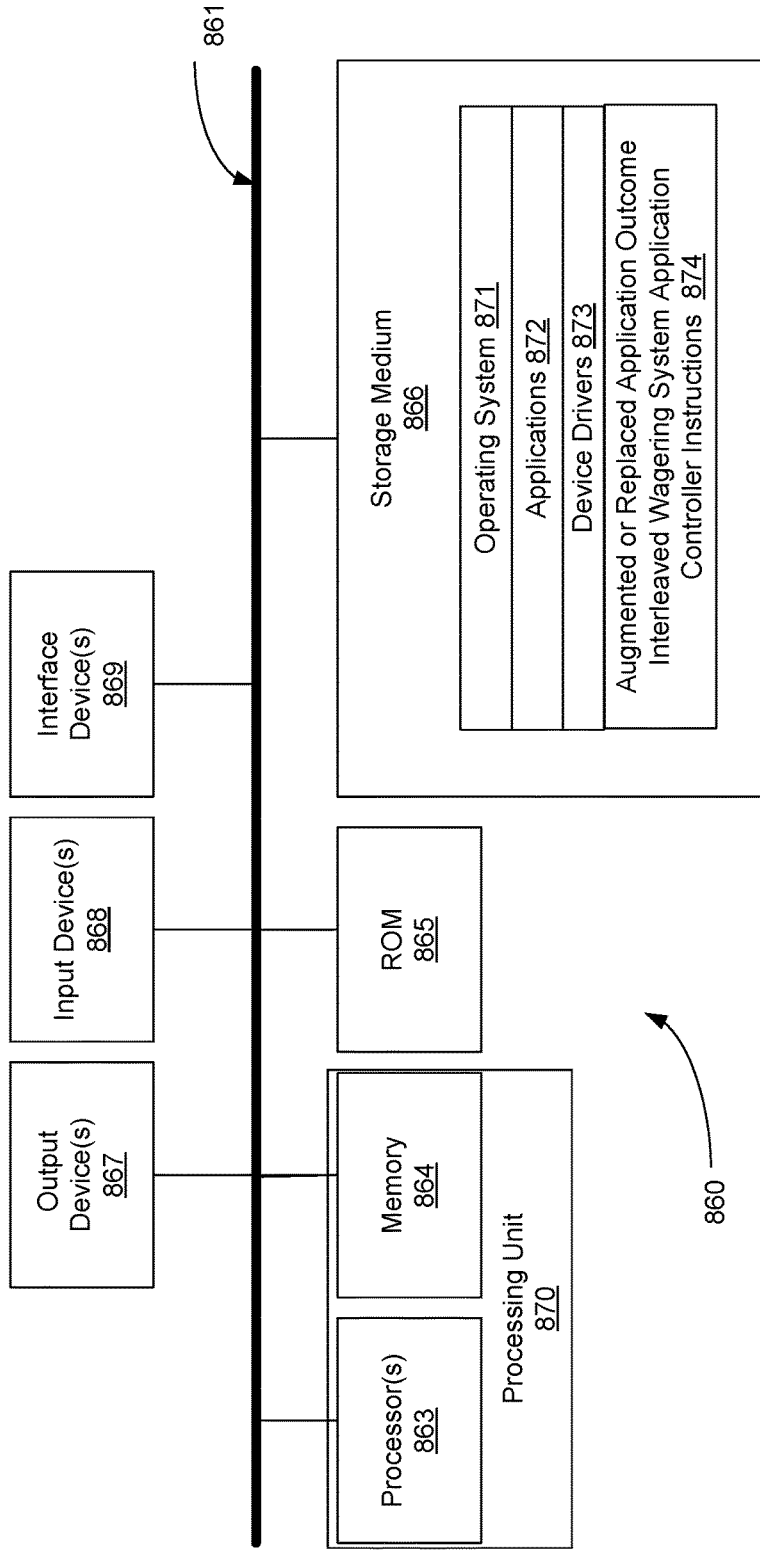 Output
Device(s)
867
Input Device(s)
868
Interface
Device(s)
869
861
Processor(s)
863
Memory
864
Processing Unit
870
ROM
865
Storage Medium
866
Operating System 871
Applications 872
Device Drivers 873
Augmented or Replaced Application Outcome
Interleaved Wagering System Application
Controller Instructions 874
860